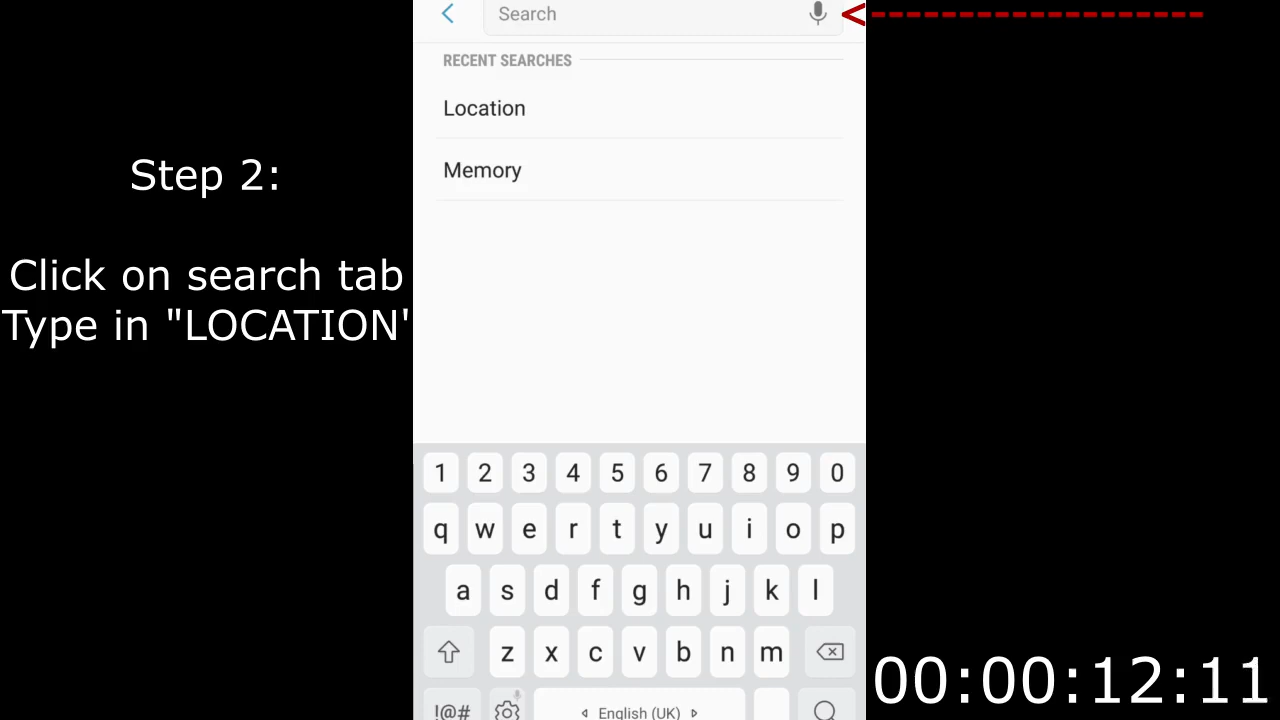 Search
<---------------------
RECENT SEARCHES
Location
Memory
Step 2:
Click on search tab
Type in "LOCATION'
1 2 3 4 5 6 7 8 9 0
q w e r t y u i o p
a s d f g h j k l
z x c v b n m
!@# English (UK)
00:00:12:11